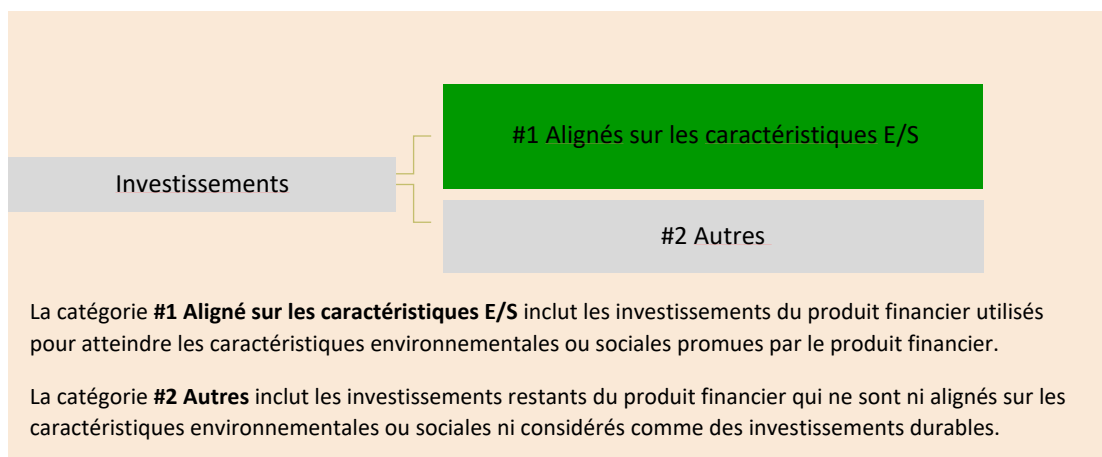 #1 Alignés sur les caractéristiques E/S
Investissements
#2 Autres
La catégorie #1 Aligné sur les caractéristiques E/S inclut les investissements du produit financier utilisés
pour atteindre les caractéristiques environnementales ou sociales promues par le produit financier.
La catégorie #2 Autres inclut les investissements restants du produit financier qui ne sont ni alignés sur les
caractéristiques environnementales ou sociales ni considérés comme des investissements durables.